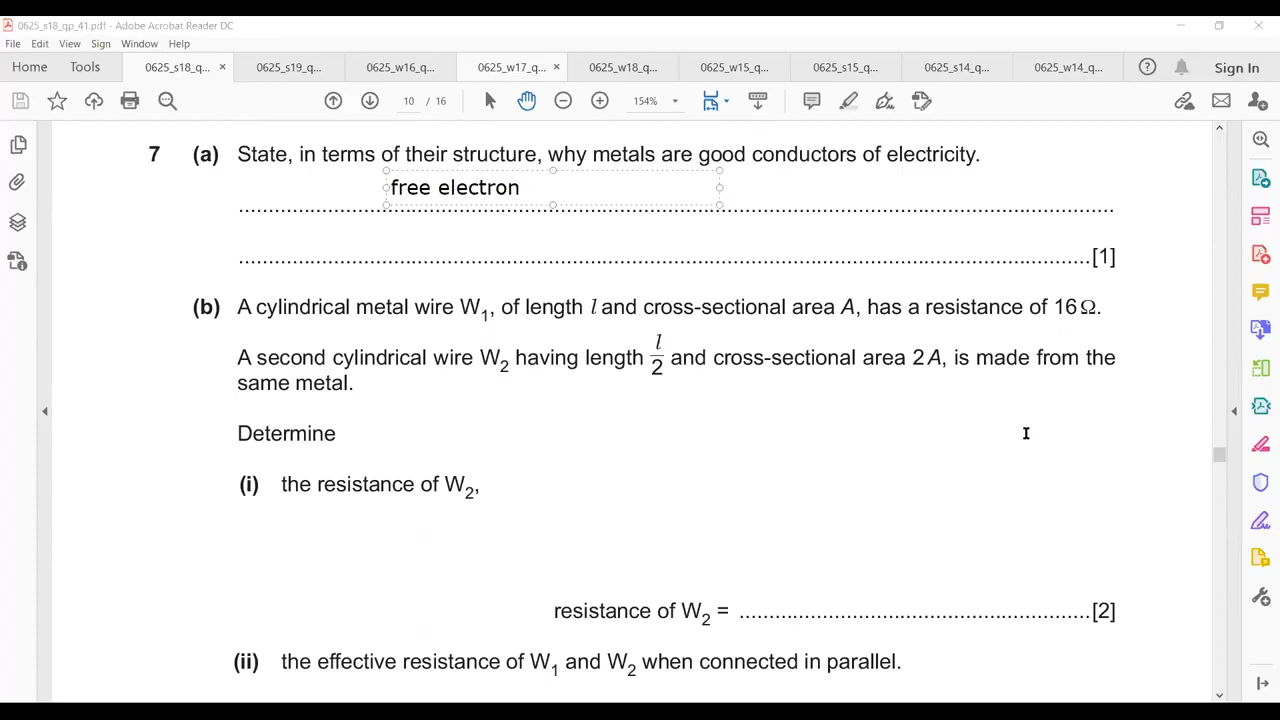 0625_s18_qp_41.pdf - Adobe Acrobat Reader DC
File Edit View Sign Window Help
Home Tools 0625_s18_q... × 0625_s19_q... 0625_w16_q... 0625_w17_q... × 0625_w18_q... 0625_w15_q... 0625_s15_q... 0625_s14_q... 0625_w14_q... Sign In
10 / 16 154%
7 (a) State, in terms of their structure, why metals are good conductors of electricity.
free electron
..........................................................................................
.......................................................................................[1]
(b) A cylindrical metal wire W1, of length l and cross-sectional area A, has a resistance of 16 Ω.
A second cylindrical wire W2 having length l/2 and cross-sectional area 2A, is made from the
same metal.
Determine
(i) the resistance of W2,
resistance of W2 = ....................................[2]
(ii) the effective resistance of W1 and W2 when connected in parallel.